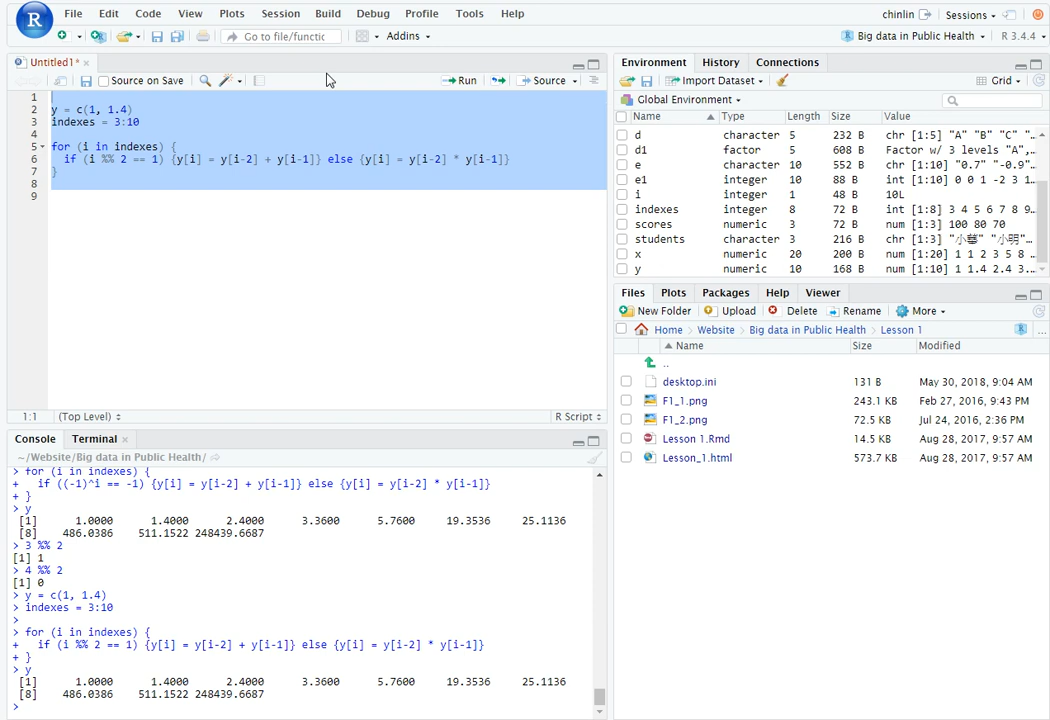 File Edit Code View Plots Session Build Debug Profile Tools Help chinlin Sessions
Go to file/functic Addins Big data in Public Health R 3.4.4
Untitled1*
Source on Save Run Source
1
2 y = c(1, 1.4)
3 indexes = 3:10
4
5 for (i in indexes) {
6 if (i %% 2 == 1) {y[i] = y[i-2] + y[i-1]} else {y[i] = y[i-2] * y[i-1]}
7 }
8
9
1:1 (Top Level) R Script
Console Terminal
~/Website/Big data in Public Health/
> for (i in indexes) {
+ if ((-1)^i == -1) {y[i] = y[i-2] + y[i-1]} else {y[i] = y[i-2] * y[i-1]}
+ }
> y
[1] 1.0000 1.4000 2.4000 3.3600 5.7600 19.3536 25.1136
[8] 486.0386 511.1522 248439.6687
> 3 %% 2
[1] 1
> 4 %% 2
[1] 0
> y = c(1, 1.4)
> indexes = 3:10
>
> for (i in indexes) {
+ if (i %% 2 == 1) {y[i] = y[i-2] + y[i-1]} else {y[i] = y[i-2] * y[i-1]}
+ }
> y
[1] 1.0000 1.4000 2.4000 3.3600 5.7600 19.3536 25.1136
[8] 486.0386 511.1522 248439.6687
>
Environment History Connections
Import Dataset Grid
Global Environment
Name Type Length Size Value
d character 5 232 B chr [1:5] "A" "B" "C" "…
d1 factor 5 608 B Factor w/ 3 levels "A",…
e character 10 552 B chr [1:10] "0.7" "-0.9"…
e1 integer 10 88 B int [1:10] 0 0 1 -2 3 1…
i integer 1 48 B 10L
indexes integer 8 72 B int [1:8] 3 4 5 6 7 8 9…
scores numeric 3 72 B num [1:3] 100 80 70
students character 3 216 B chr [1:3] "小華" "小明"…
x numeric 20 200 B num [1:20] 1 1 2 3 5 8 …
y numeric 10 168 B num [1:10] 1 1.4 2.4 3.…
Files Plots Packages Help Viewer
New Folder Upload Delete Rename More
Home Website Big data in Public Health Lesson 1 ...
Name Size Modified
..
desktop.ini 131 B May 30, 2018, 9:04 AM
F1_1.png 243.1 KB Feb 27, 2016, 9:43 PM
F1_2.png 72.5 KB Jul 24, 2016, 2:36 PM
Lesson 1.Rmd 14.5 KB Aug 28, 2017, 9:57 AM
Lesson_1.html 573.7 KB Aug 28, 2017, 9:57 AM